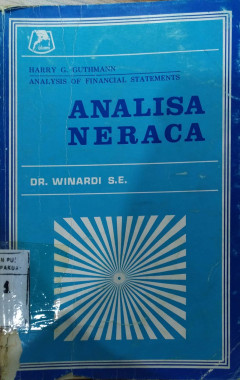 HARRY G. GUTHMANN
ANALYSIS OF FINANCIAL STATEMENTS
ANALISA
NERACA
DR. WINARDI S.E.